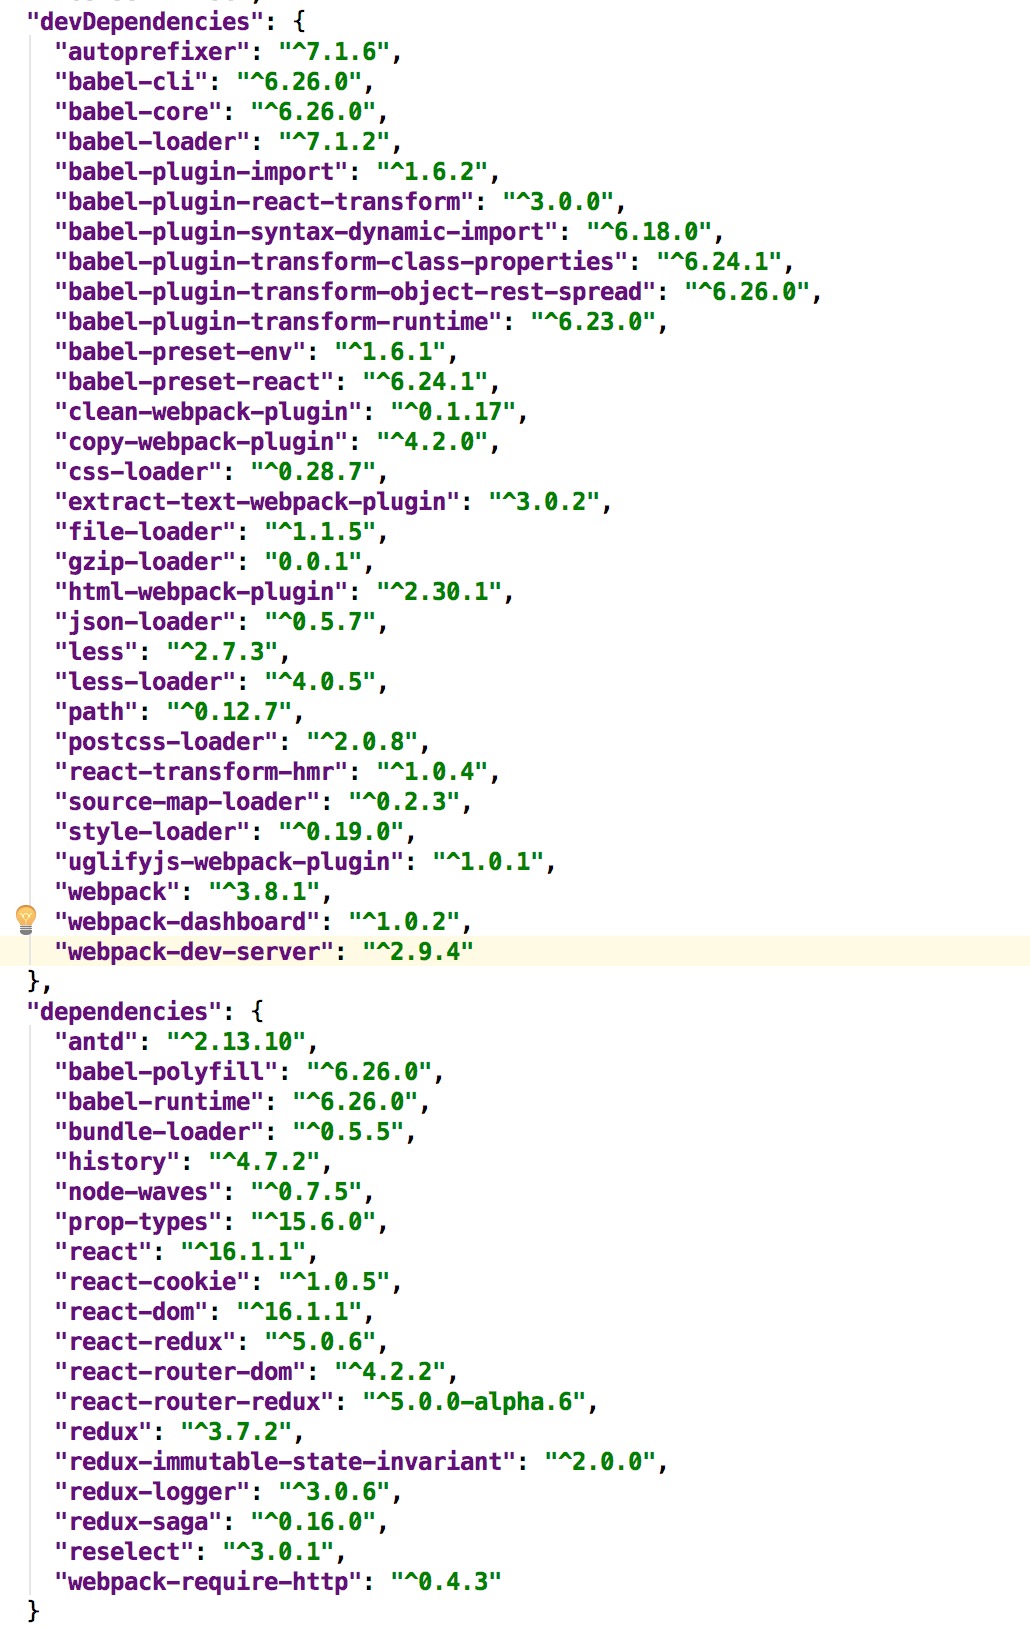 "devDependencies": {
"autoprefixer": "^7.1.6",
"babel-cli": "^6.26.0",
"babel-core": "^6.26.0",
"babel-loader": "^7.1.2",
"babel-plugin-import": "^1.6.2",
"babel-plugin-react-transform": "^3.0.0",
"babel-plugin-syntax-dynamic-import": "^6.18.0",
"babel-plugin-transform-class-properties": "^6.24.1",
"babel-plugin-transform-object-rest-spread": "^6.26.0",
"babel-plugin-transform-runtime": "^6.23.0",
"babel-preset-env": "^1.6.1",
"babel-preset-react": "^6.24.1",
"clean-webpack-plugin": "^0.1.17",
"copy-webpack-plugin": "^4.2.0",
"css-loader": "^0.28.7",
"extract-text-webpack-plugin": "^3.0.2",
"file-loader": "^1.1.5",
"gzip-loader": "0.0.1",
"html-webpack-plugin": "^2.30.1",
"json-loader": "^0.5.7",
"less": "^2.7.3",
"less-loader": "^4.0.5",
"path": "^0.12.7",
"postcss-loader": "^2.0.8",
"react-transform-hmr": "^1.0.4",
"source-map-loader": "^0.2.3",
"style-loader": "^0.19.0",
"uglifyjs-webpack-plugin": "^1.0.1",
"webpack": "^3.8.1",
"webpack-dashboard": "^1.0.2",
"webpack-dev-server": "^2.9.4"
},
"dependencies": {
"antd": "^2.13.10",
"babel-polyfill": "^6.26.0",
"babel-runtime": "^6.26.0",
"bundle-loader": "^0.5.5",
"history": "^4.7.2",
"node-waves": "^0.7.5",
"prop-types": "^15.6.0",
"react": "^16.1.1",
"react-cookie": "^1.0.5",
"react-dom": "^16.1.1",
"react-redux": "^5.0.6",
"react-router-dom": "^4.2.2",
"react-router-redux": "^5.0.0-alpha.6",
"redux": "^3.7.2",
"redux-immutable-state-invariant": "^2.0.0",
"redux-logger": "^3.0.6",
"redux-saga": "^0.16.0",
"reselect": "^3.0.1",
"webpack-require-http": "^0.4.3"
}